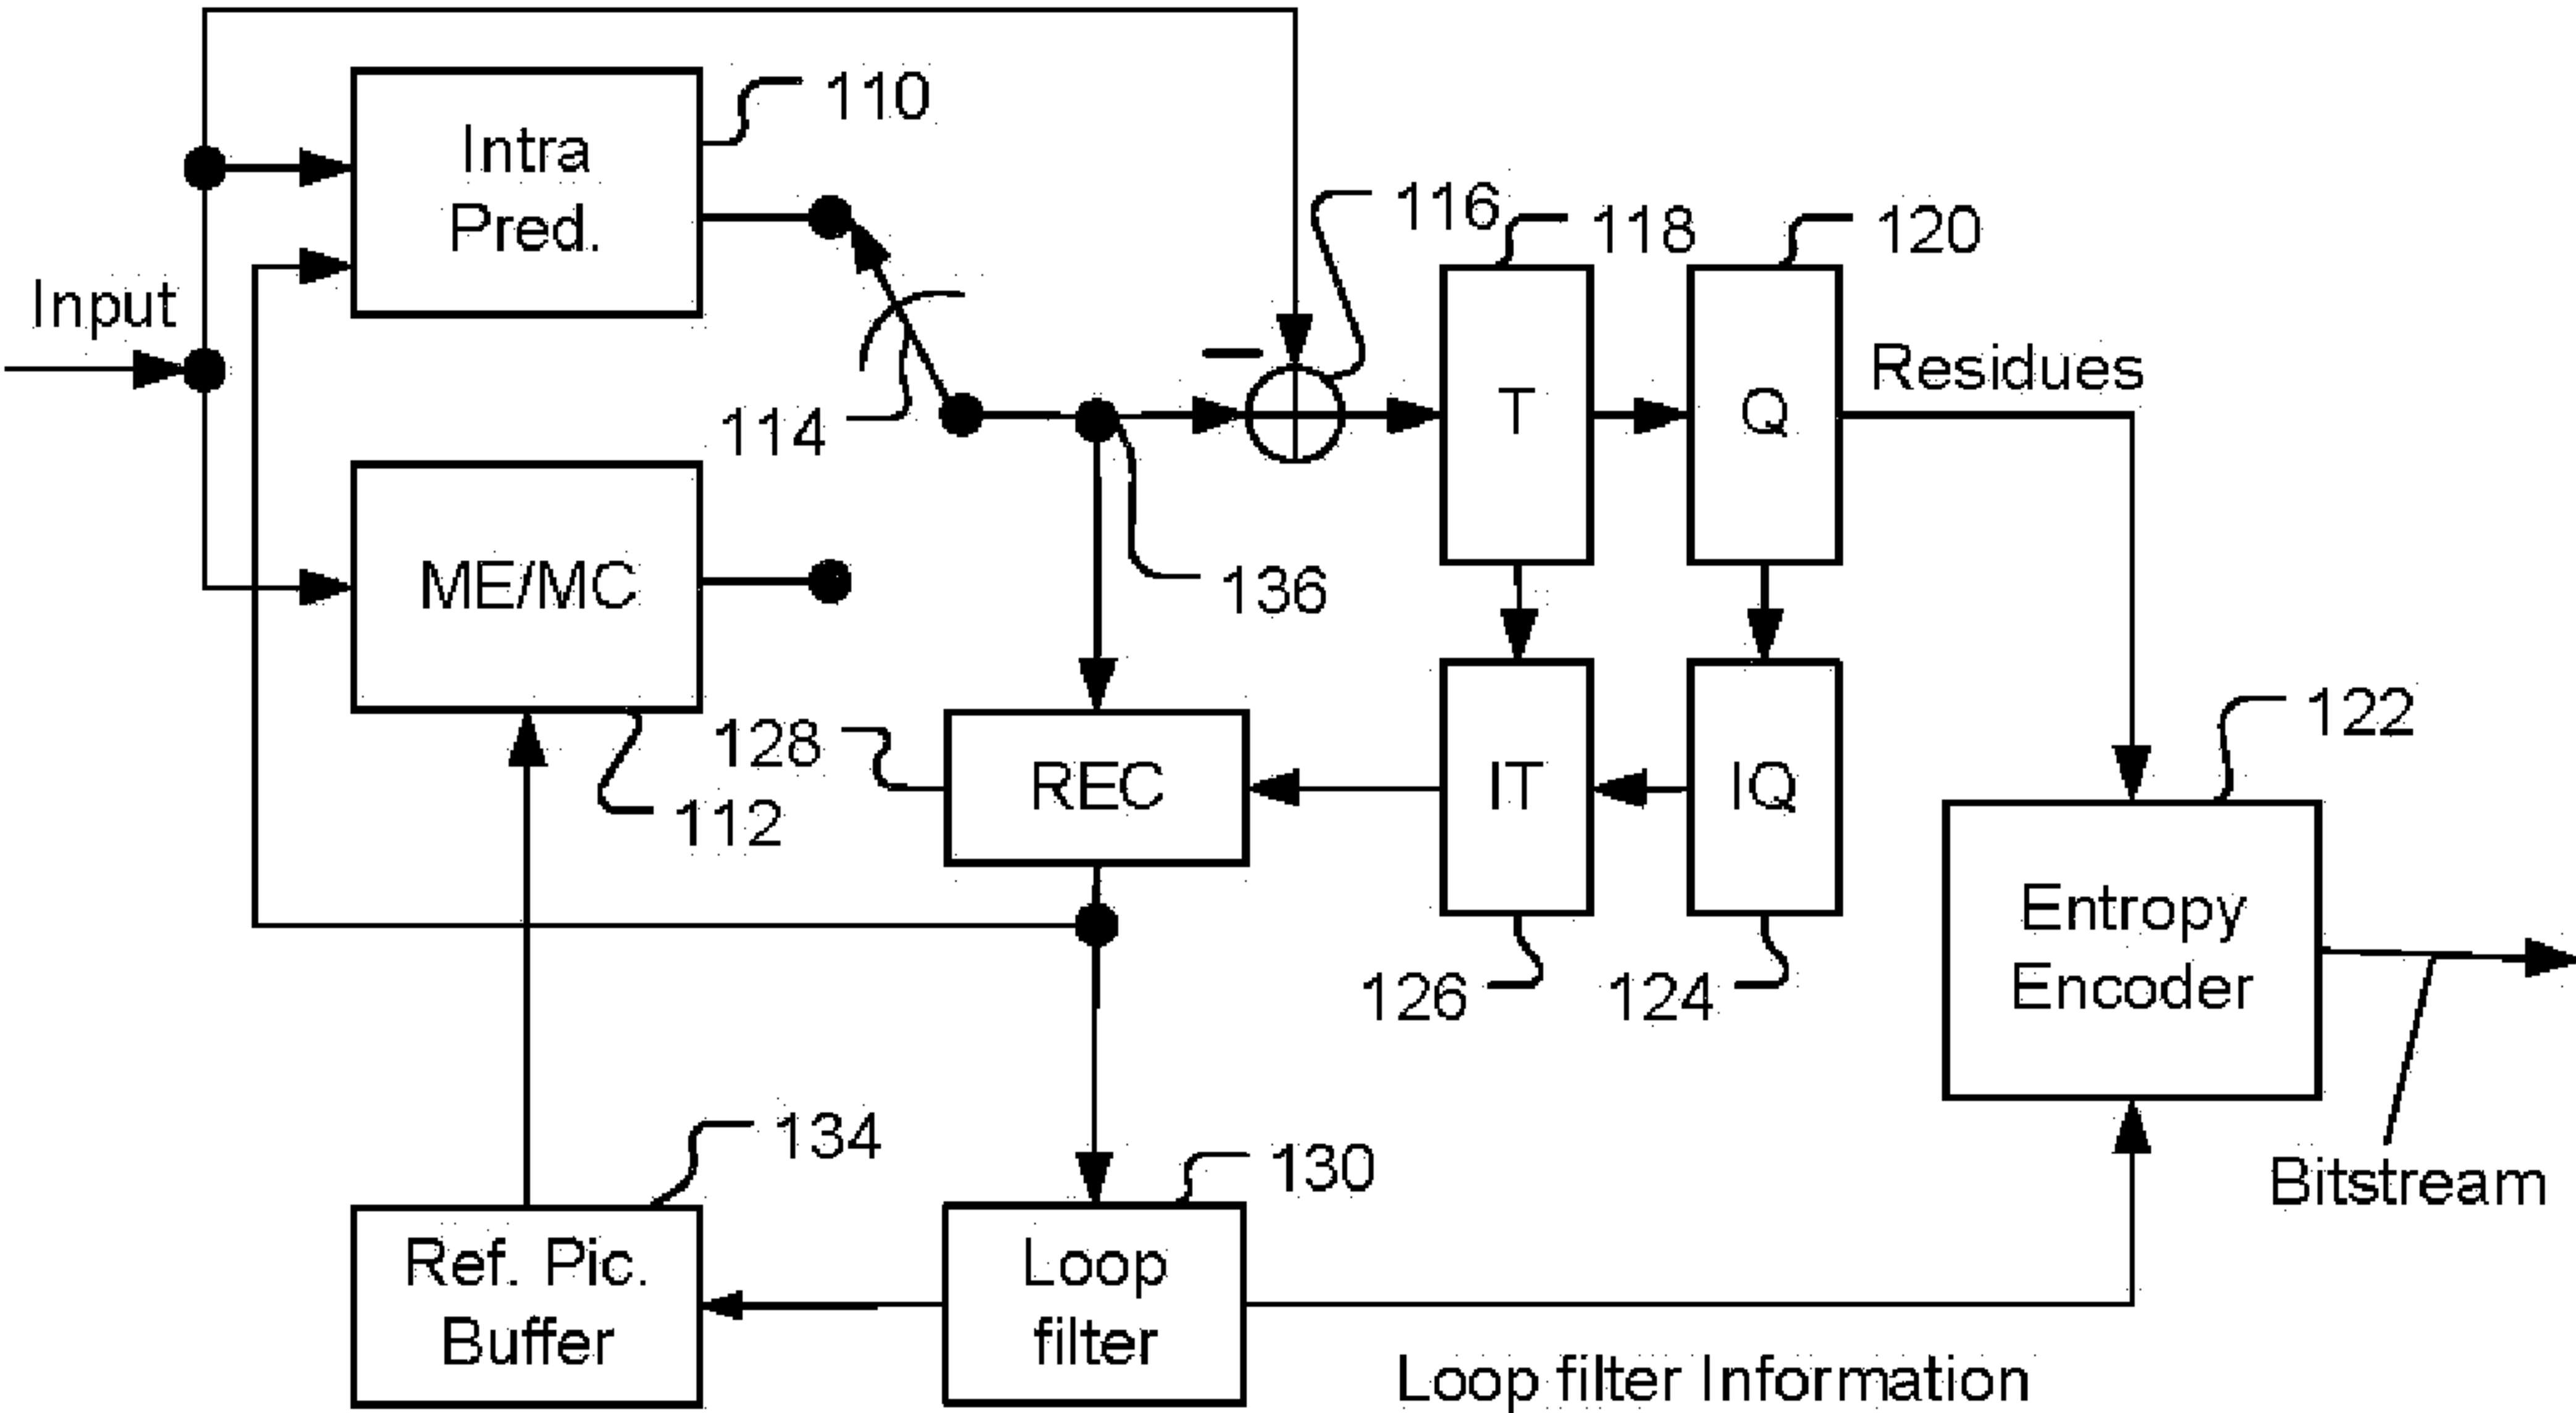 110
Intra
Pred.
116
118
120
Input
Residues
114
T
Q
ME/MC
136
122
128
REC
IT
IQ
112
Entropy
Encoder
126
124
134
130
Bitstream
Ref. Pic.
Buffer
Loop
filter
Loop filter Information